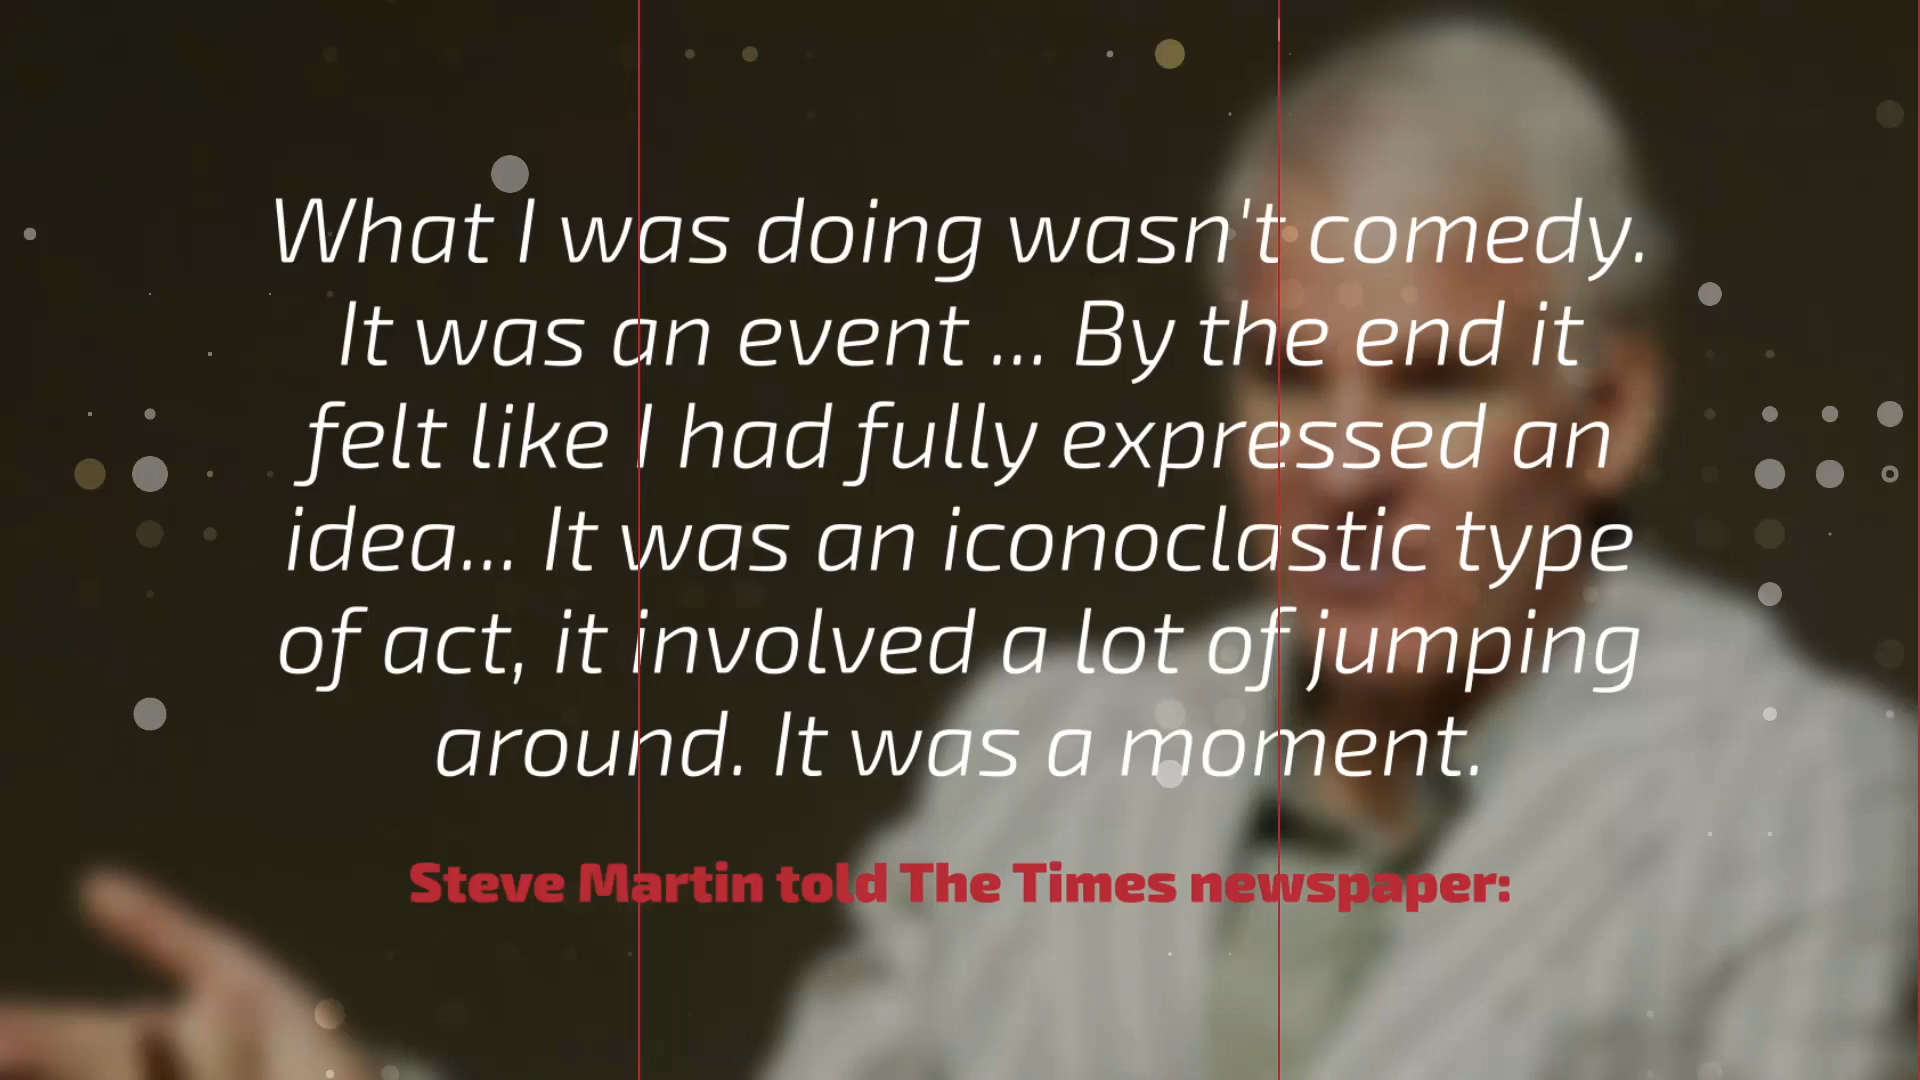 What I was doing wasn't comedy.
It was an event ... By the end it
felt like I had fully expressed an
idea... It was an iconoclastic type
of act, it involved a lot of jumping
around. It was a moment.
Steve Martin told The Times newspaper: